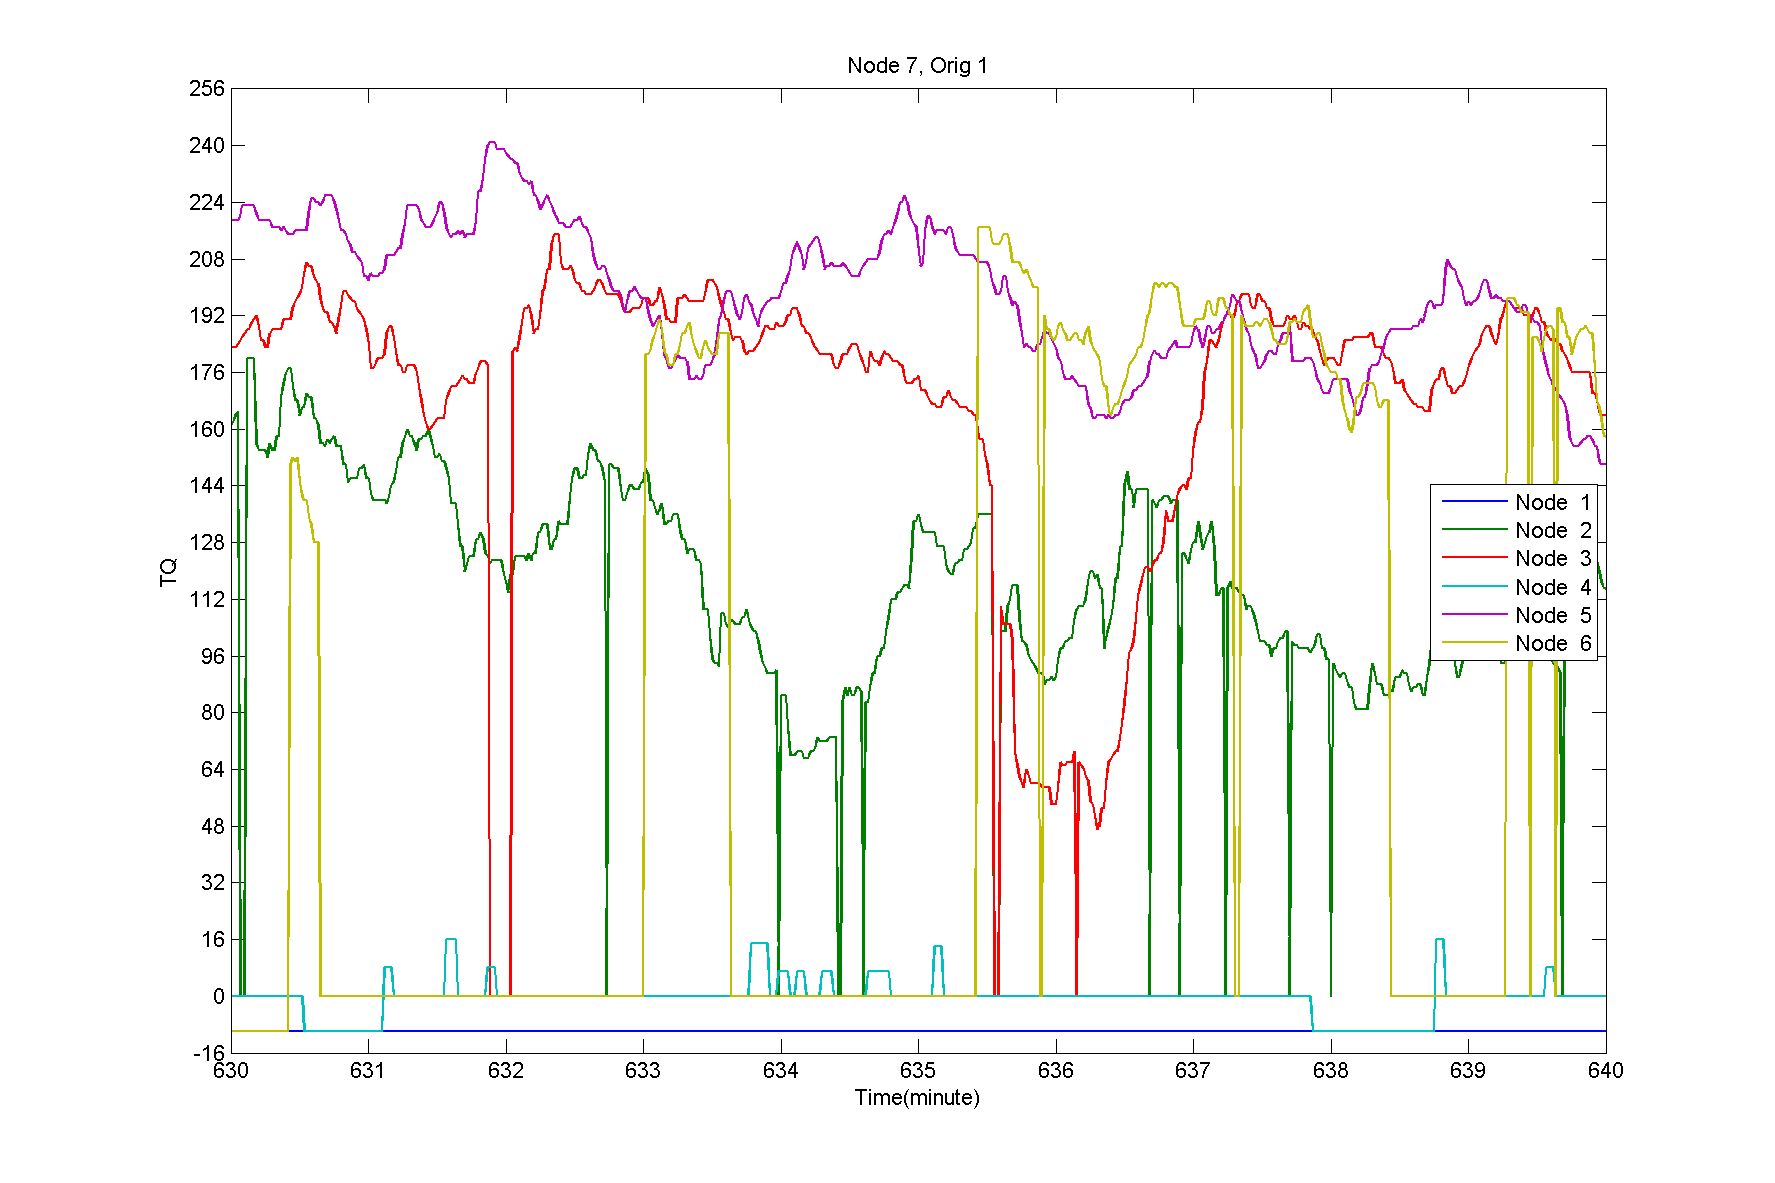 Node 7, Orig 1
256
240
224
208
192
176
160
144
128
112
96
80
64
48
32
16
0
-16
TQ
630 631 632 633 634 635 636 637 638 639 640
Time(minute)
Node 1
Node 2
Node 3
Node 4
Node 5
Node 6